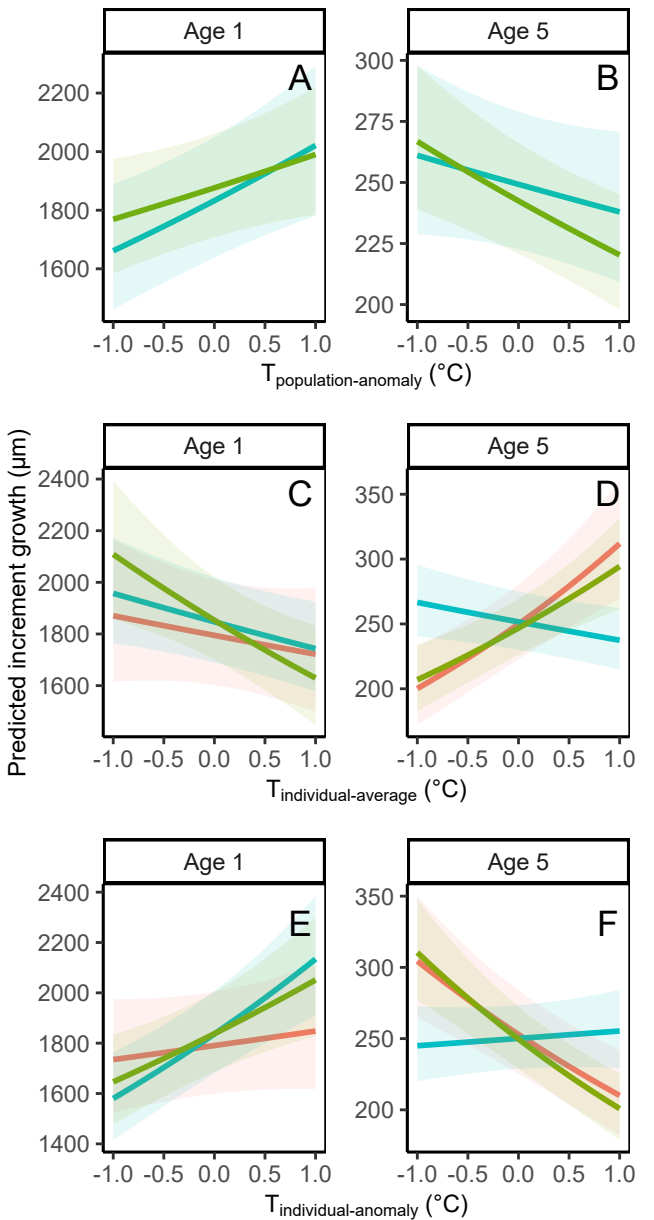 Age 1
Age 5
A
B
2200
2000
1800
1600
300
275
250
225
200
-1.0 -0.5 0.0 0.5 1.0
-1.0 -0.5 0.0 0.5 1.0
Tpopulation-anomaly (°C)
Predicted increment growth (μm)
Age 1
Age 5
C
D
2400
2200
2000
1800
1600
350
300
250
200
-1.0 -0.5 0.0 0.5 1.0
-1.0 -0.5 0.0 0.5 1.0
Tindividual-average (°C)
Age 1
Age 5
E
F
2400
2200
2000
1800
1600
1400
350
300
250
200
-1.0 -0.5 0.0 0.5 1.0
-1.0 -0.5 0.0 0.5 1.0
Tindividual-anomaly (°C)